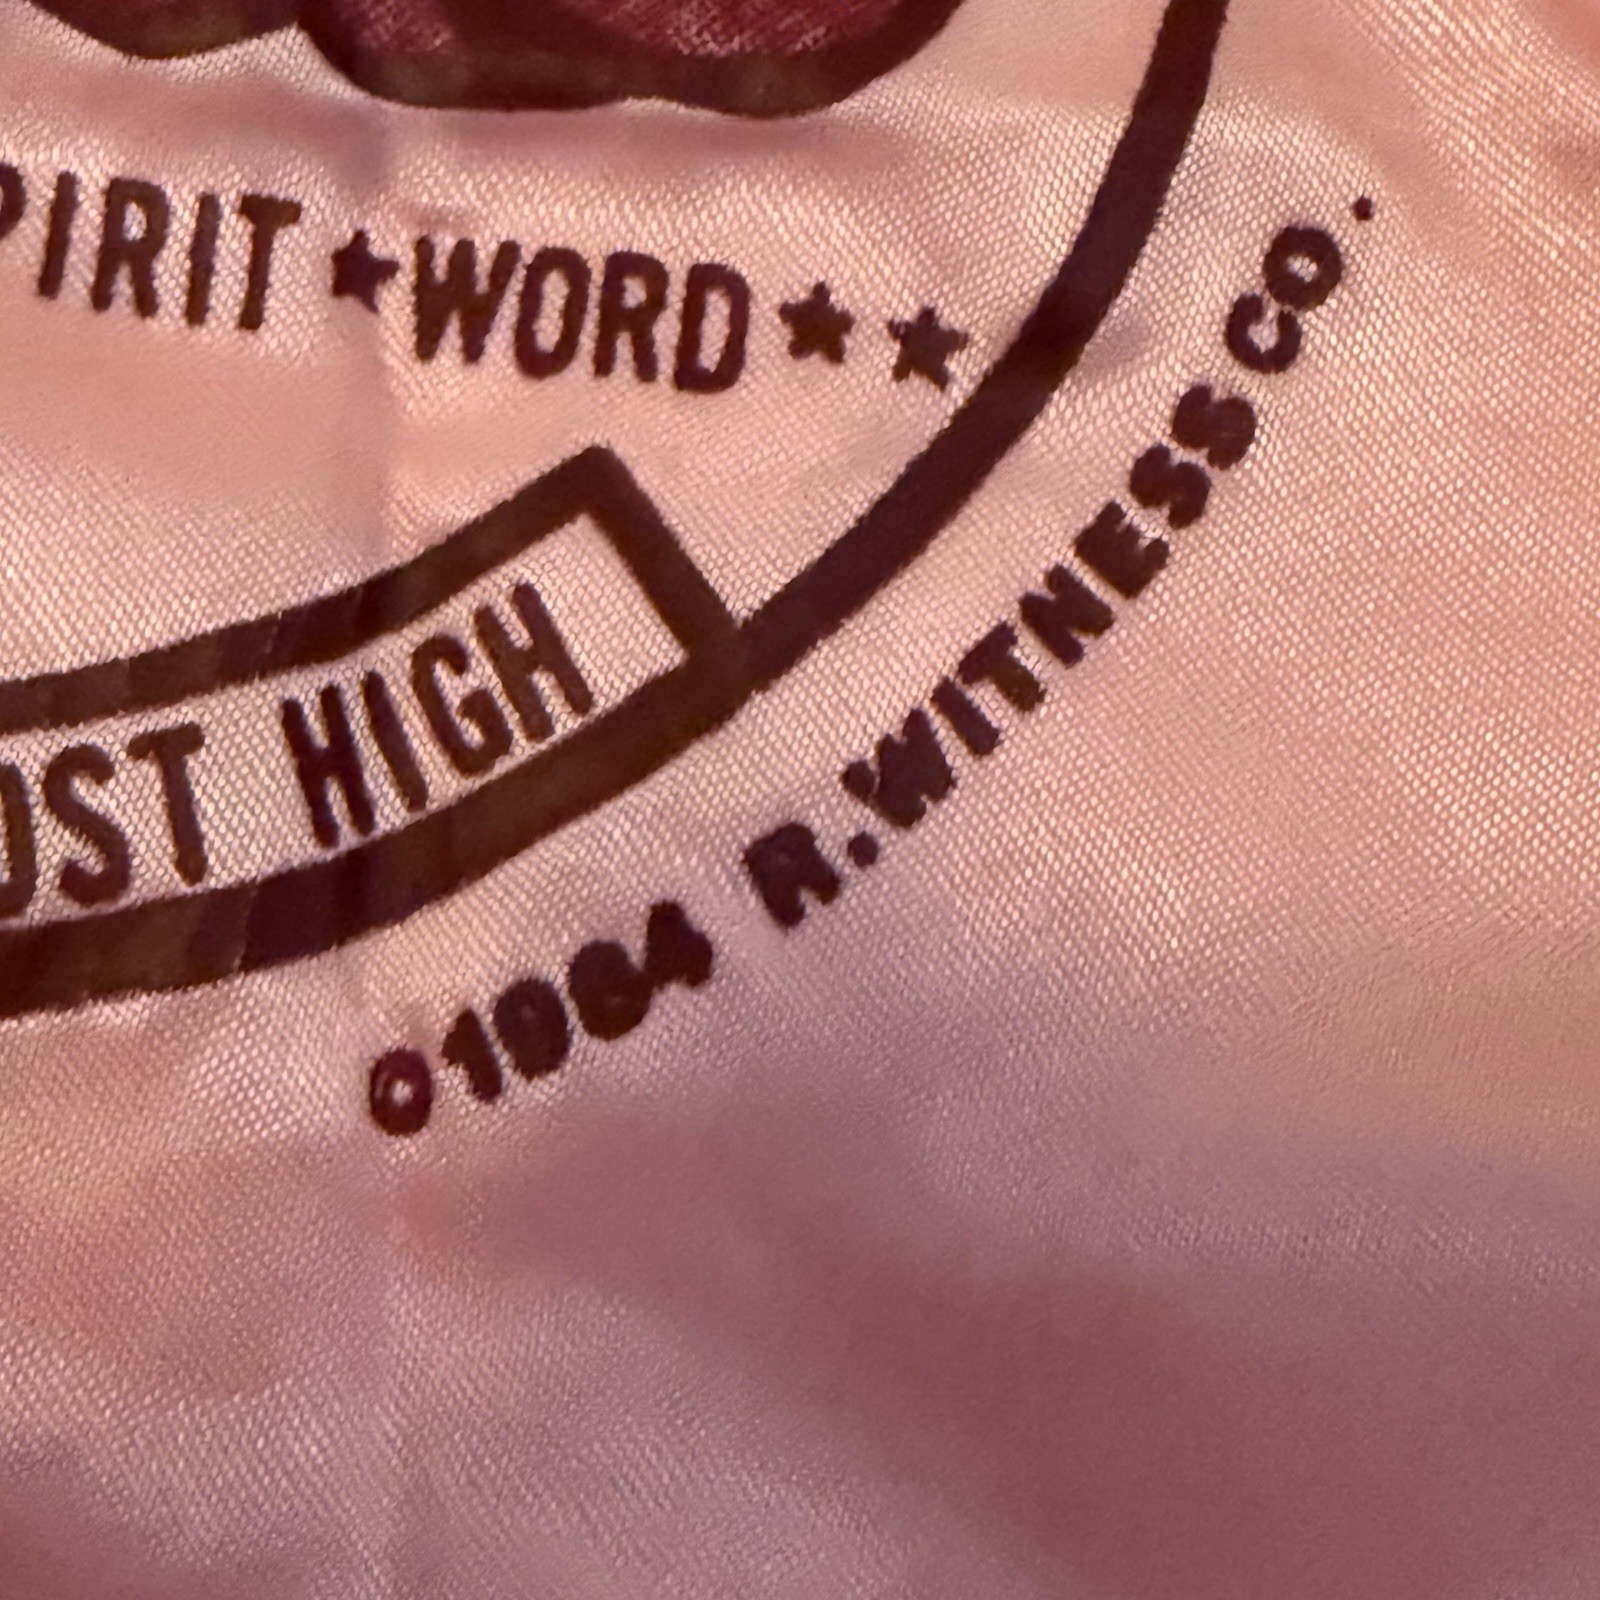 PIRIT ★ WORD ★ ★
OST HIGH
©1984 R.WITNESS CO.